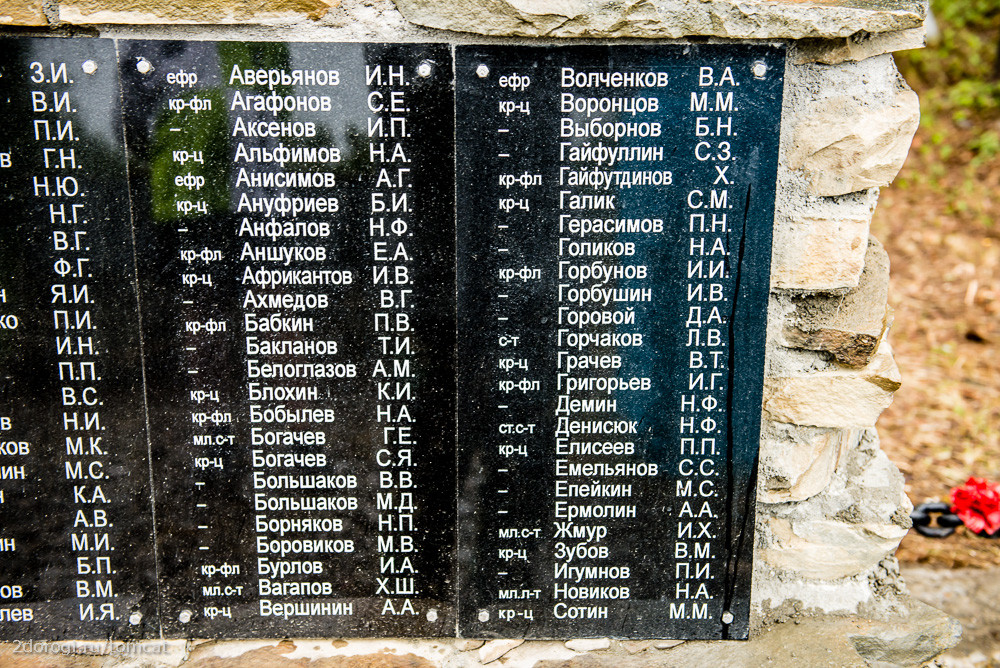 З.И.
В.И.
П.И.
Г.Н.
Н.Ю.
Н.Г.
В.Г.
Ф.Г.
Я.И.
П.И.
И.Н.
П.П.
В.С.
Н.И.
М.К.
М.С.
К.А.
А.В.
М.И.
Б.П.
В.М.
И.Я.
ефр Аверьянов И.Н.
кр-фл Агафонов С.Е.
– Аксенов И.П.
кр-ц Альфимов Н.А.
ефр Анисимов А.Г.
кр-ц Ануфриев Б.И.
– Анфалов Н.Ф.
кр-фл Аншуков Е.А.
кр-ц Африкантов И.В.
– Ахмедов В.Г.
кр-фл Бабкин П.В.
– Бакланов Т.И.
– Белоглазов А.М.
кр-ц Блохин К.И.
кр-фл Бобылев Н.А.
мл.с-т Богачев Г.Е.
кр-ц Богачев С.Я.
– Большаков В.В.
– Большаков М.Д.
– Борняков Н.П.
– Боровиков М.В.
кр-фл Бурлов И.А.
мл.с-т Вагапов Х.Ш.
кр-ц Вершинин А.А.
ефр Волченков В.А.
кр-ц Воронцов М.М.
– Выборнов Б.Н.
– Гайфуллин С.З.
кр-фл Гайфутдинов Х.
кр-ц Галик С.М.
– Герасимов П.Н.
– Голиков Н.А.
кр-фл Горбунов И.И.
– Горбушин И.В.
– Горовой Д.А.
с-т Горчаков Л.В.
кр-ц Грачев В.Т.
кр-фл Григорьев И.Г.
– Демин Н.Ф.
ст.с-т Денисюк Н.Ф.
кр-ц Елисеев П.П.
– Емельянов С.С.
– Епейкин М.С.
– Ермолин А.А.
мл.с-т Жмур И.Х.
кр-ц Зубов В.М.
– Игумнов П.И.
мл.л-т Новиков Н.А.
кр-ц Сотин М.М.